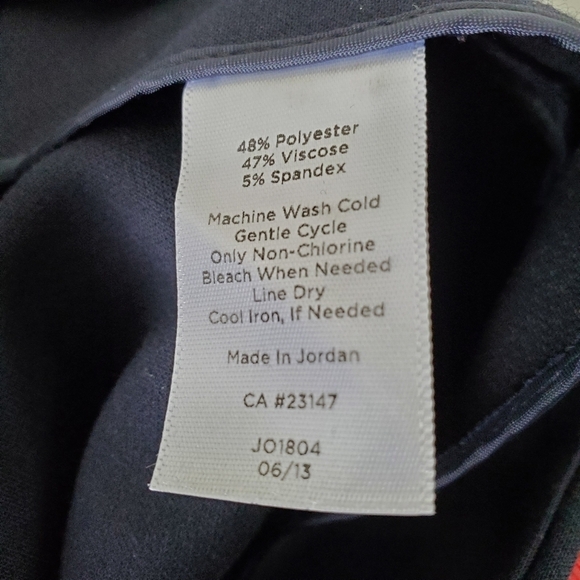 48% Polyester
47% Viscose
5% Spandex
Machine Wash Cold
Gentle Cycle
Only Non-Chlorine
Bleach When Needed
Line Dry
Cool Iron, If Needed
Made In Jordan
CA #23147
JO1804
06/13